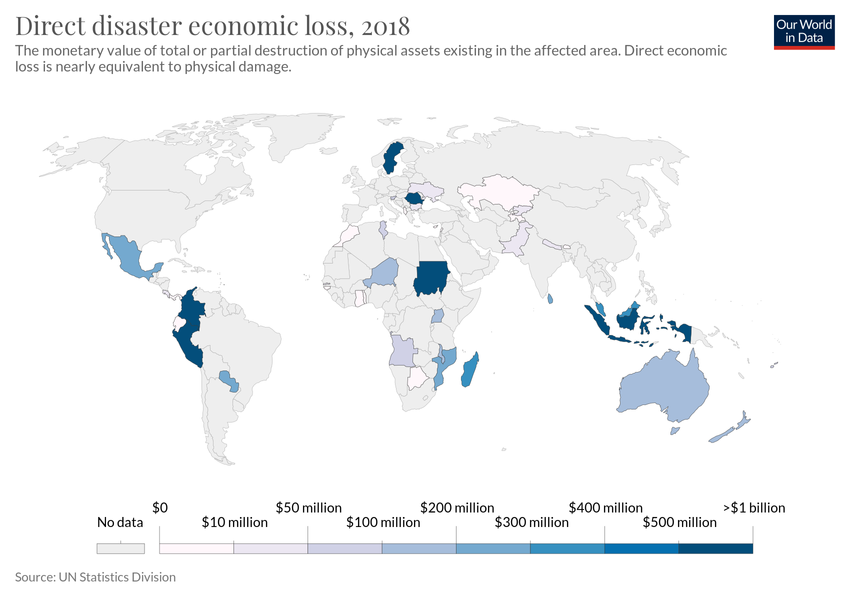 Direct disaster economic loss, 2018
Our World
in Data
The monetary value of total or partial destruction of physical assets existing in the affected area. Direct economic
loss is nearly equivalent to physical damage.
$0
$50 million
$200 million
$400 million
>$1 billion
No data
$10 million
$100 million
$300 million
$500 million
Source: UN Statistics Division